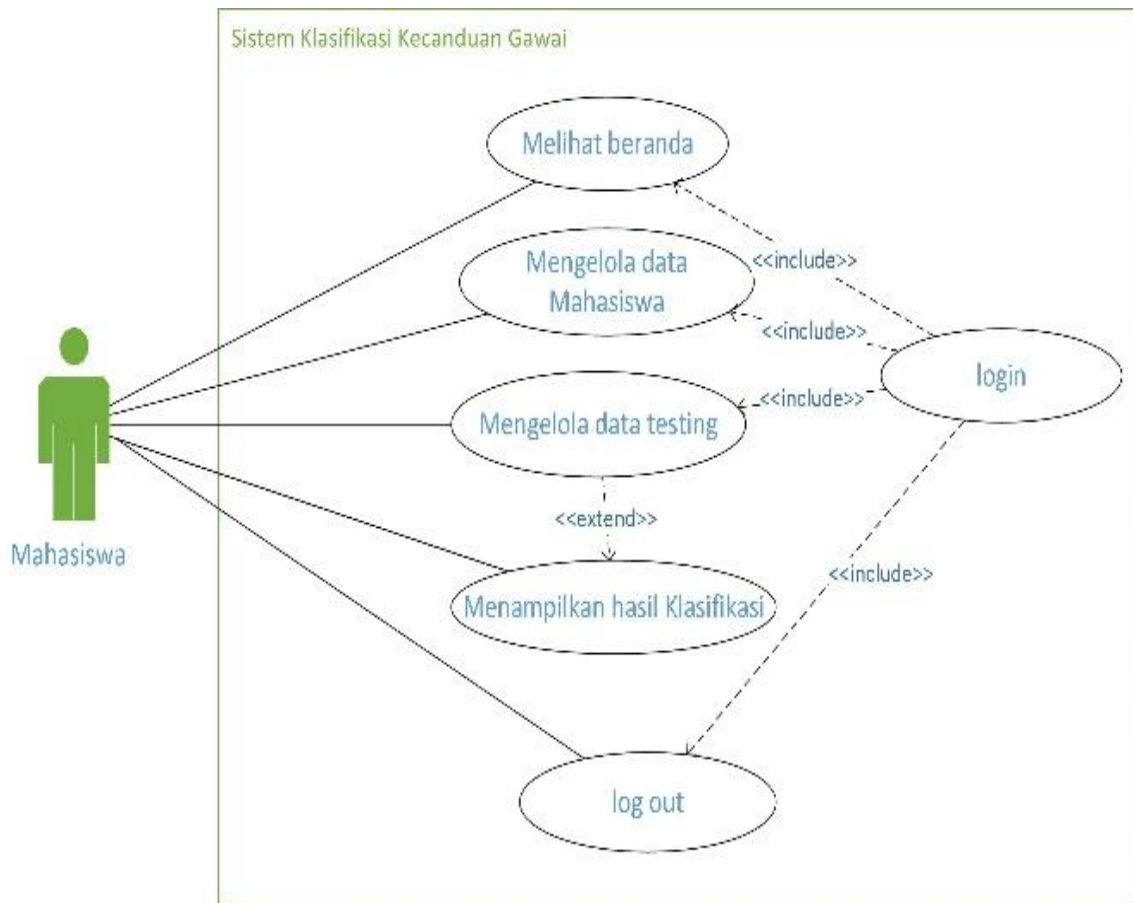 Sistem Klasifikasi Kecanduan Gawai
Melihat beranda
<<include>>
Mengelola data
Mahasiswa
<<include>>
login
<<include>>
Mengelola data testing
Mahasiswa
<<extend>>
<<include>>
Menampilkan hasil Klasifikasi
log out